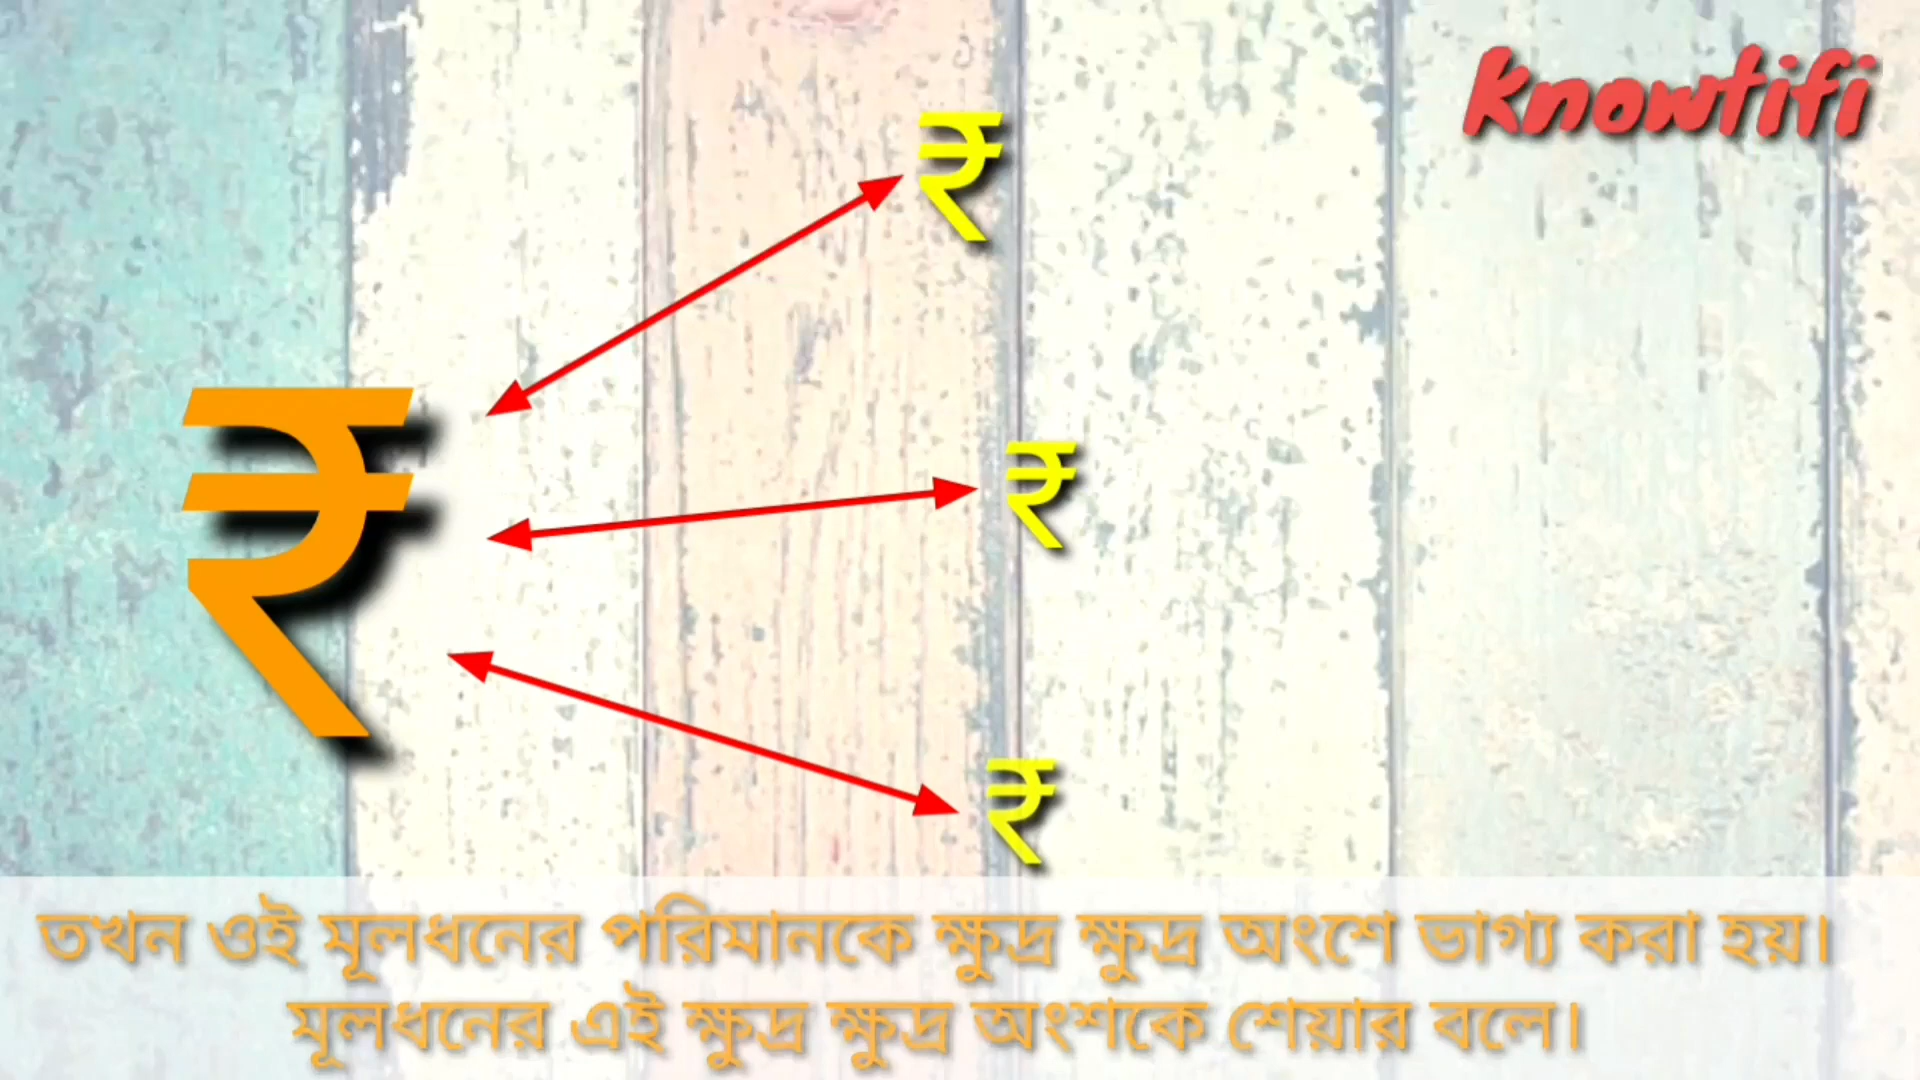 Knowtifi
₹
₹
₹
₹
তখন ওই মূলধনের পরিমানকে ক্ষুদ্র ক্ষুদ্র অংশে ভাগ্য করা হয়।
মূলধনের এই ক্ষুদ্র ক্ষুদ্র অংশকে শেয়ার বলে।